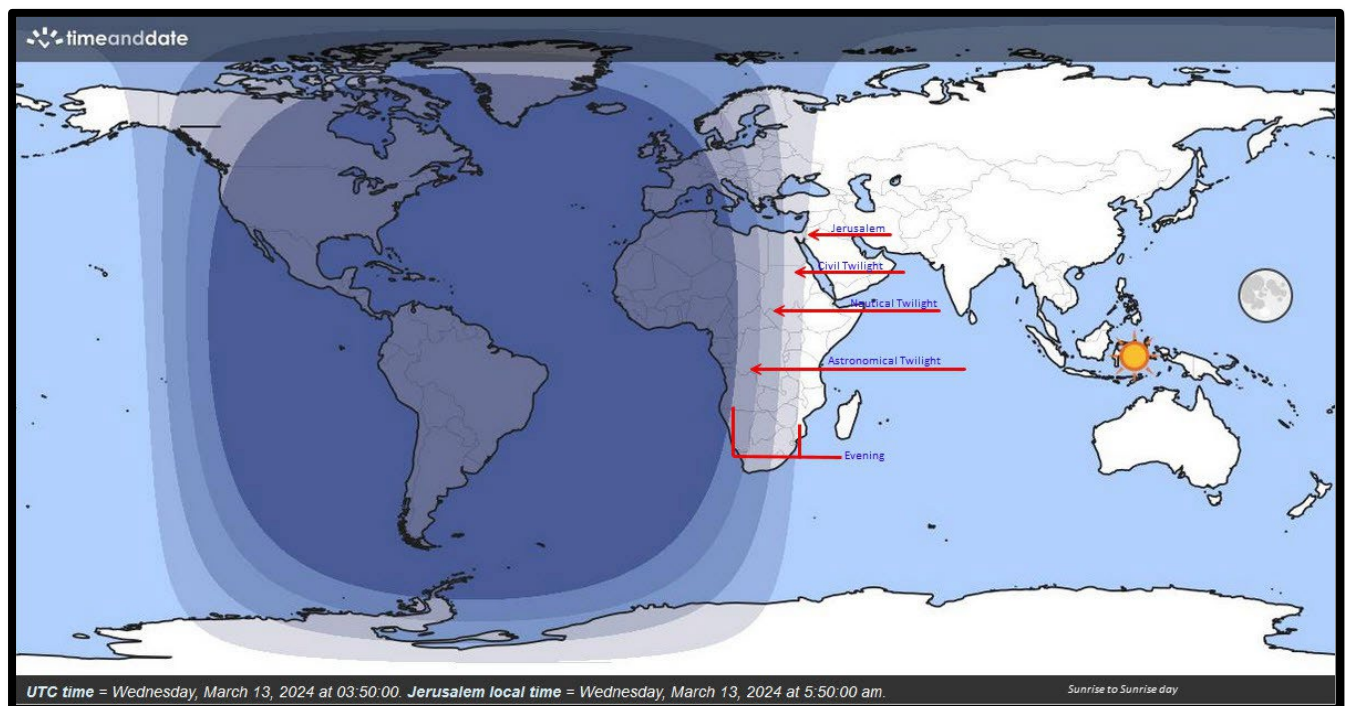 timeanddate
Jerusalem
Civil Twilight
Nautical Twilight
Astronomical Twilight
Evening
UTC time = Wednesday, March 13, 2024 at 03:50:00. Jerusalem local time = Wednesday, March 13, 2024 at 5:50:00 am.
Sunrise to Sunrise day